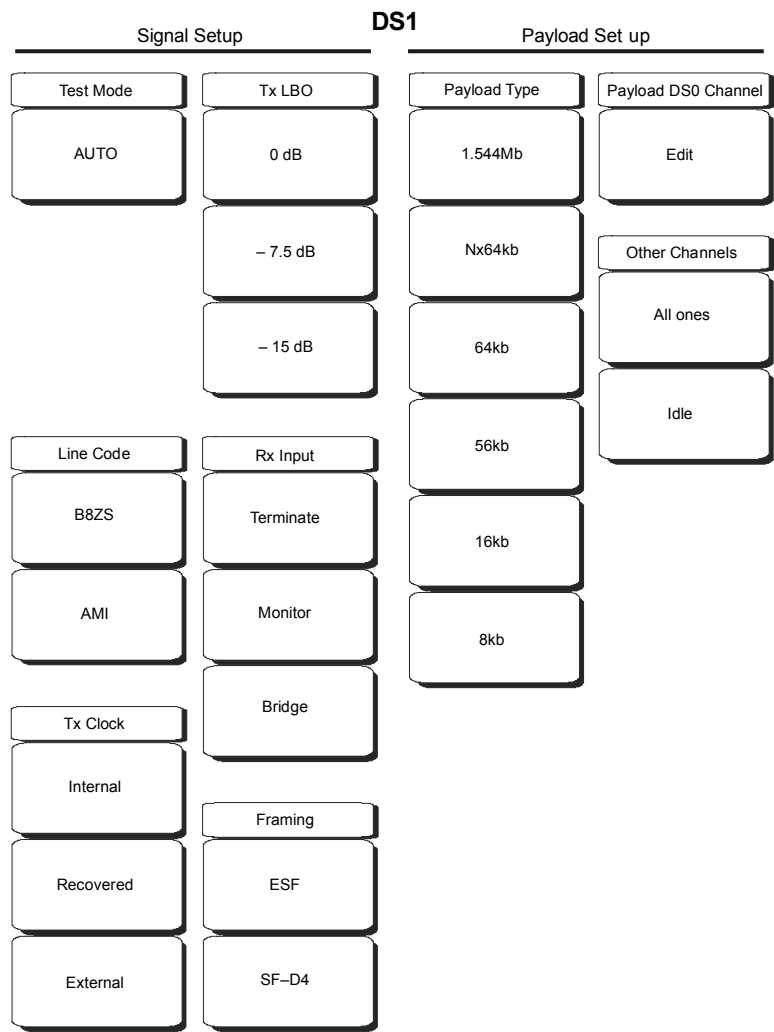 DS1
Signal Setup
Payload Set up
Test Mode
AUTO
Tx LBO
0 dB
– 7.5 dB
– 15 dB
Line Code
B8ZS
AMI
Rx Input
Terminate
Monitor
Bridge
Tx Clock
Internal
Recovered
External
Framing
ESF
SF–D4
Payload Type
1.544Mb
Nx64kb
64kb
56kb
16kb
8kb
Payload DS0 Channel
Edit
Other Channels
All ones
Idle